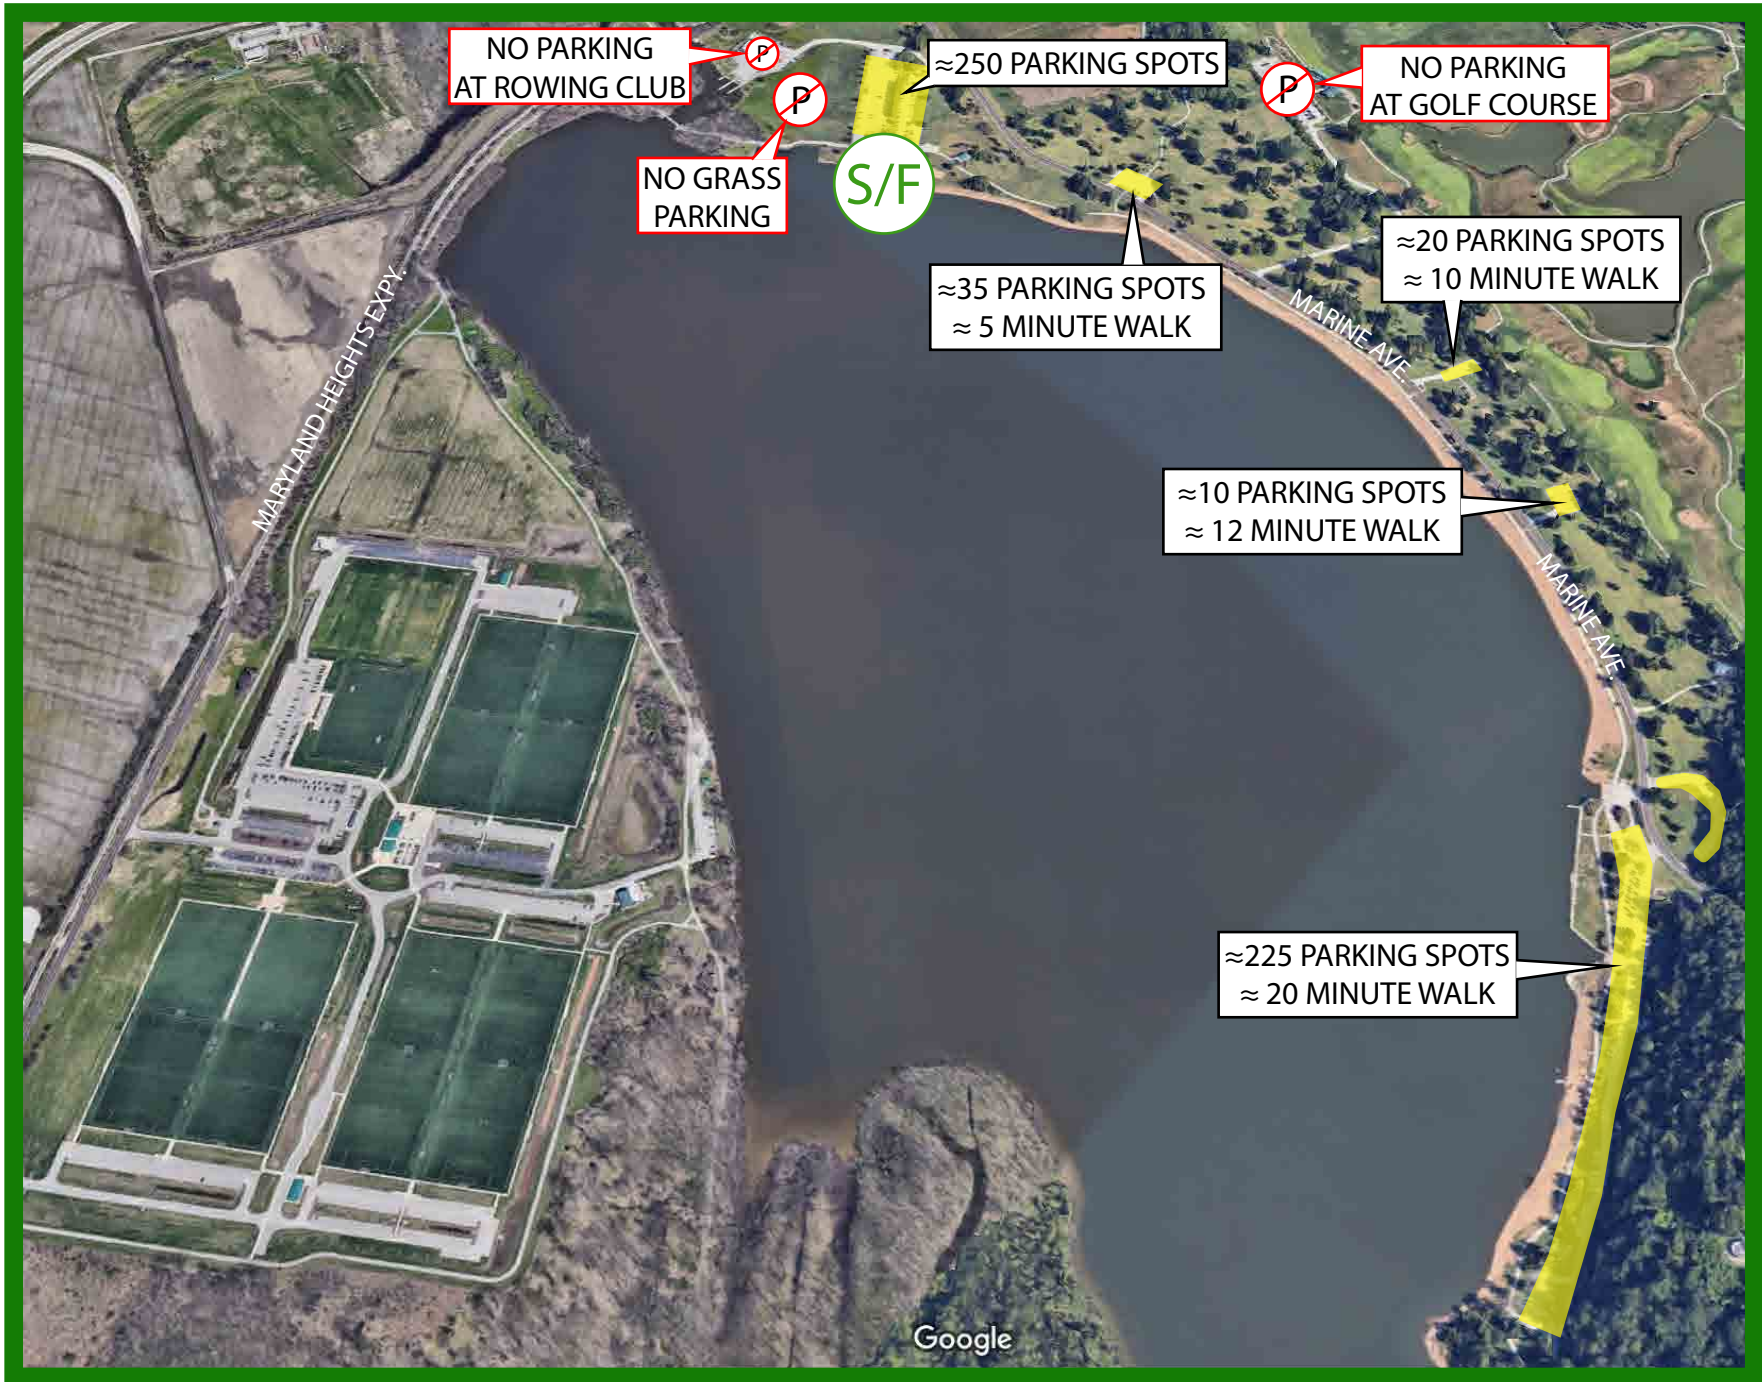 NO PARKING
AT ROWING CLUB
P
P
NO GRASS
PARKING
≈250 PARKING SPOTS
P
NO PARKING
AT GOLF COURSE
S/F
≈35 PARKING SPOTS
≈ 5 MINUTE WALK
≈20 PARKING SPOTS
≈ 10 MINUTE WALK
MARYLAND HEIGHTS EXPY.
MARINE AVE.
≈10 PARKING SPOTS
≈ 12 MINUTE WALK
MARINE AVE.
≈225 PARKING SPOTS
≈ 20 MINUTE WALK
Google